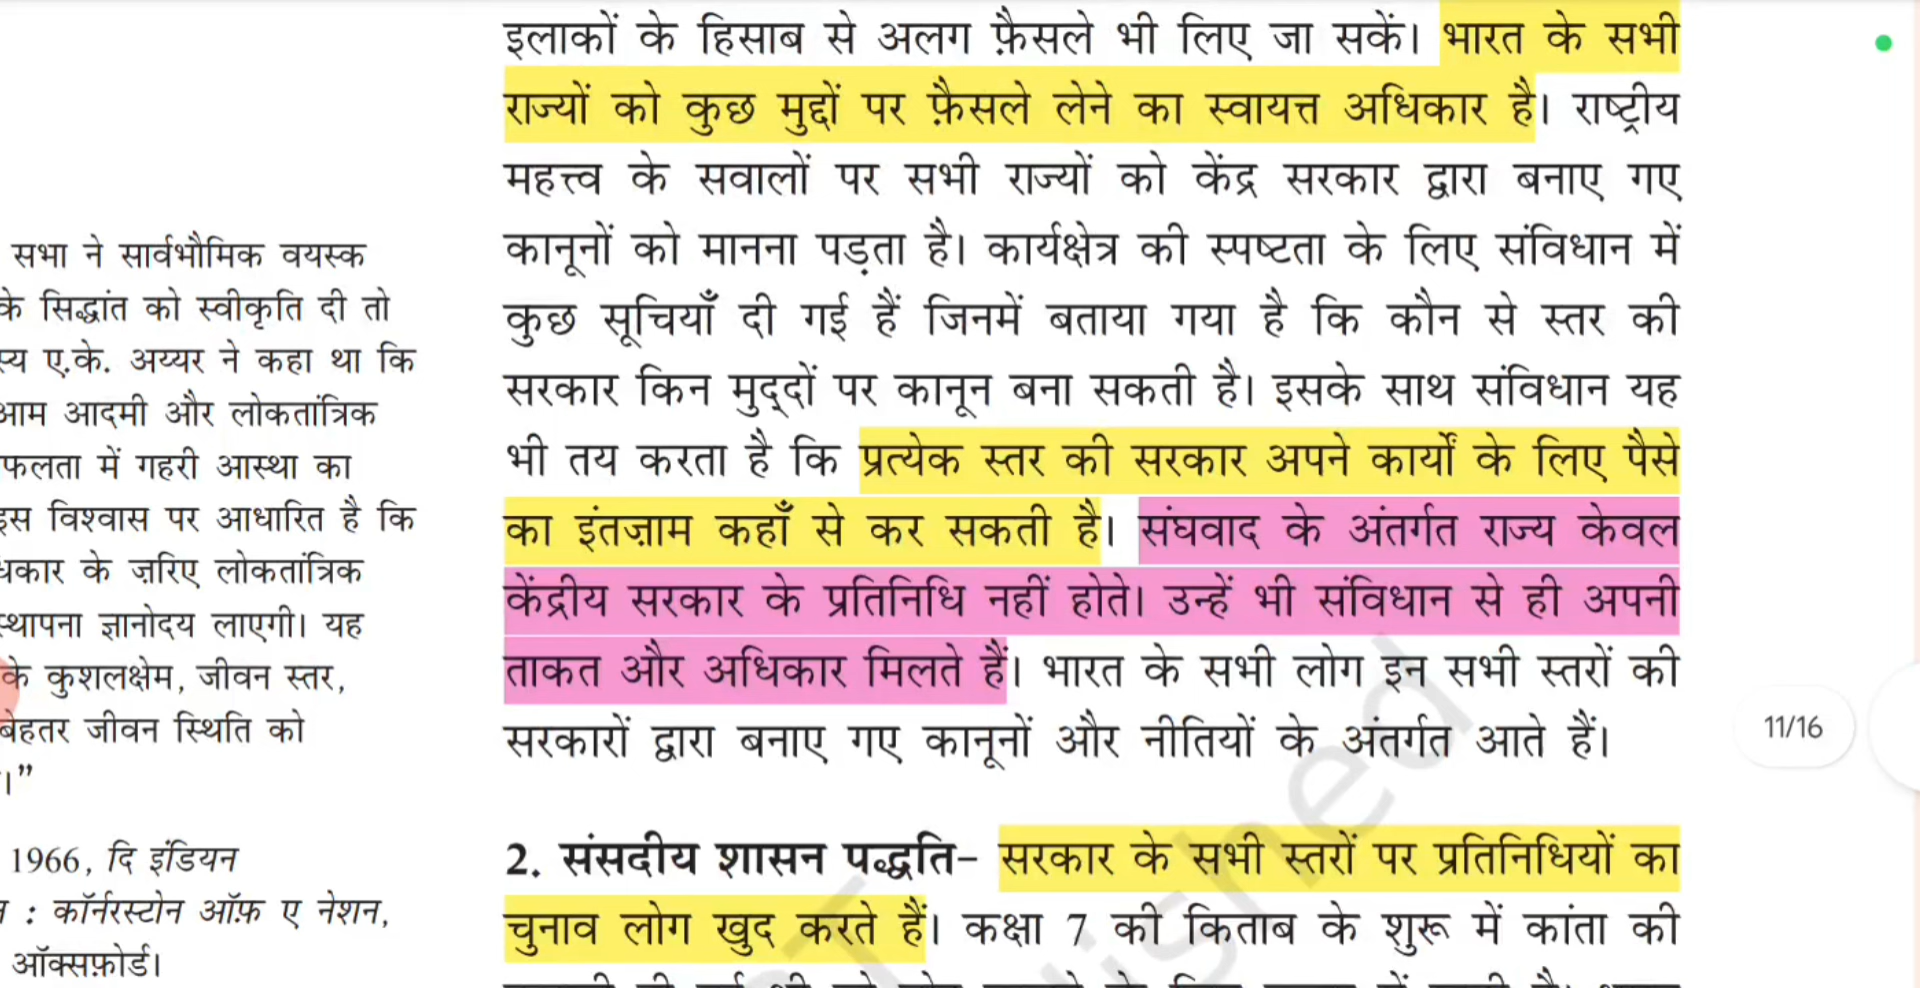 सभा ने सार्वभौमिक वयस्क
के सिद्धांत को स्वीकृति दी तो
ए.के. अय्यर ने कहा था कि
आम आदमी और लोकतांत्रिक
में गहरी आस्था का
इस विश्वास पर आधारित है कि
के ज़रिए लोकतांत्रिक
ज्ञानोदय लाएगी। यह
के कुशलक्षेम, जीवन स्तर,
बेहतर जीवन स्थिति को
।”
1966, दि इंडियन
: कॉर्नरस्टोन ऑफ़ ए नेशन,
ऑक्सफ़ोर्ड।
इलाकों के हिसाब से अलग फ़ैसले भी लिए जा सकें। भारत के सभी
राज्यों को कुछ मुद्दों पर फ़ैसले लेने का स्वायत्त अधिकार है। राष्ट्रीय
महत्त्व के सवालों पर सभी राज्यों को केंद्र सरकार द्वारा बनाए गए
कानूनों को मानना पड़ता है। कार्यक्षेत्र की स्पष्टता के लिए संविधान में
कुछ सूचियाँ दी गई हैं जिनमें बताया गया है कि कौन से स्तर की
सरकार किन मुद्दों पर कानून बना सकती है। इसके साथ संविधान यह
भी तय करता है कि प्रत्येक स्तर की सरकार अपने कार्यों के लिए पैसे
का इंतज़ाम कहाँ से कर सकती है। संघवाद के अंतर्गत राज्य केवल
केंद्रीय सरकार के प्रतिनिधि नहीं होते। उन्हें भी संविधान से ही अपनी
ताकत और अधिकार मिलते हैं। भारत के सभी लोग इन सभी स्तरों की
सरकारों द्वारा बनाए गए कानूनों और नीतियों के अंतर्गत आते हैं।
2. संसदीय शासन पद्धति– सरकार के सभी स्तरों पर प्रतिनिधियों का
चुनाव लोग खुद करते हैं। कक्षा 7 की किताब के शुरू में कांता की
11/16